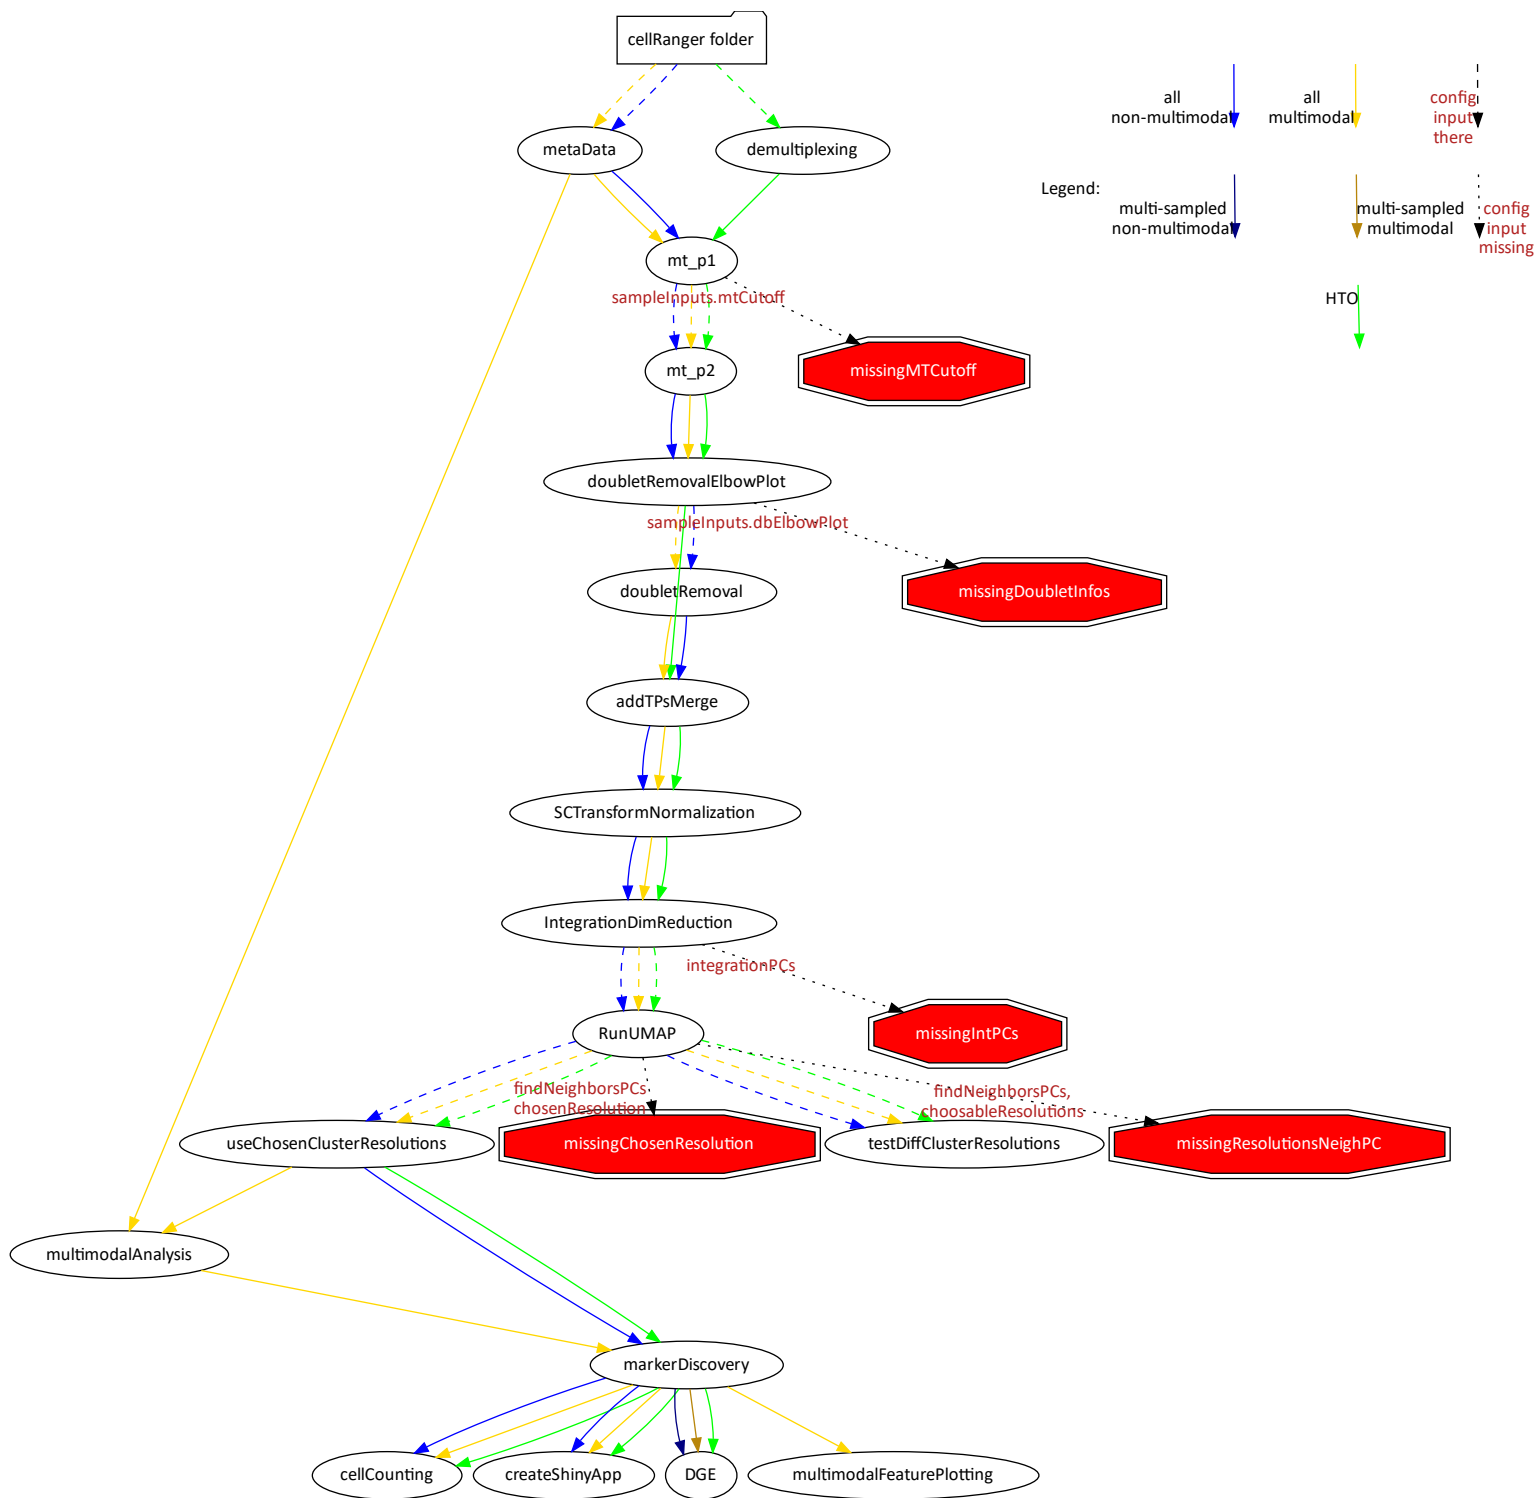 cellRanger folder
all
non-multimodal
all
multimodal
config
input
there
metaData
demultiplexing
Legend:
multi-sampled
non-multimodal
multi-sampled
multimodal
config
input
missing
mt_p1
sampleInputs.mtCutoff
HTO
mt_p2
missingMTCutoff
doubletRemovalElbowPlot
sampleInputs.dbElbowPlot
doubletRemoval
missingDoubletInfos
addTPsMerge
SCTransformNormalization
IntegrationDimReduction
integrationPCs
RunUMAP
missingIntPCs
findNeighborsPCs
chosenResolution
findNeighborsPCs,
choosableResolutions
useChosenClusterResolutions
missingChosenResolution
testDiffClusterResolutions
missingResolutionsNeighPC
multimodalAnalysis
markerDiscovery
cellCounting
createShinyApp
DGE
multimodalFeaturePlotting